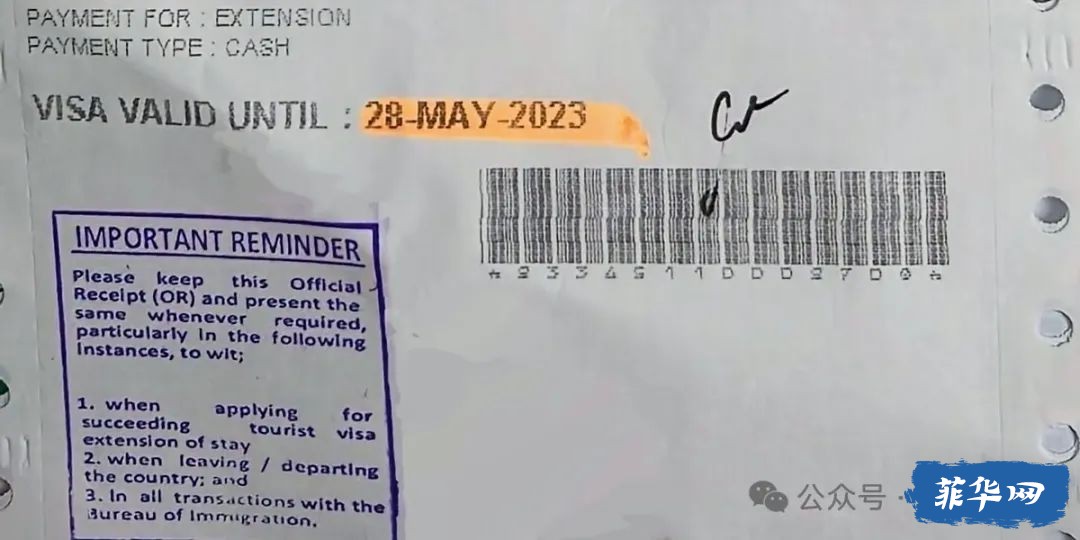 PAYMENT FOR : EXTENSION
PAYMENT TYPE : CASH
VISA VALID UNTIL : 28-MAY-2023
IMPORTANT REMINDER
Please keep this Official
Receipt (OR) and present the
same whenever required,
particularly in the following
instances, to wit;
1. when applying for
succeeding tourist visa
extension of stay
2. when leaving / departing
the country; and
3. In all transactions with the
Bureau of Immigration.
公众号
菲华网